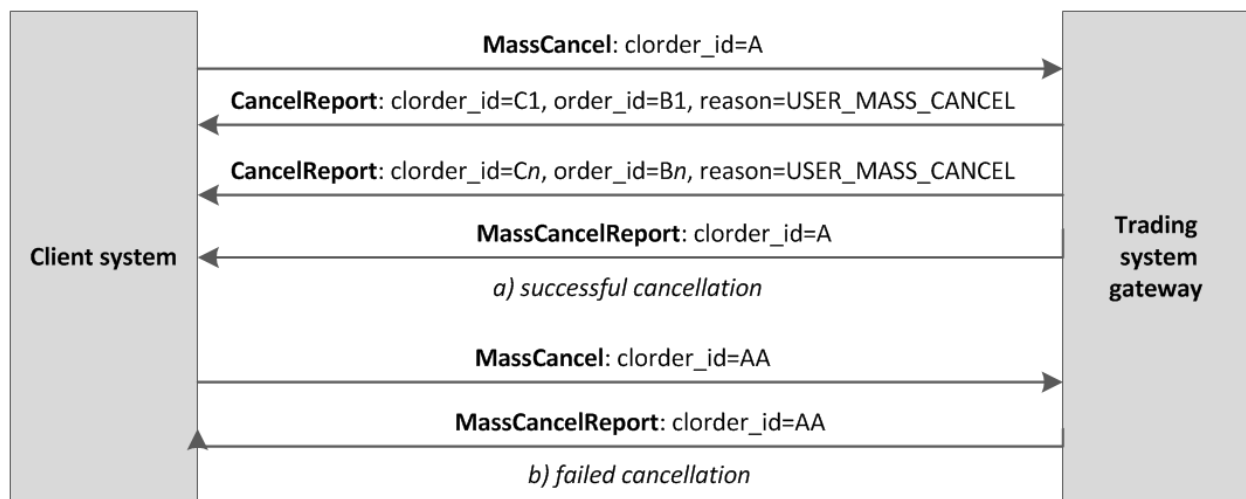 MassCancel: clorder_id=A
CancelReport: clorder_id=C1, order_id=B1, reason=USER_MASS_CANCEL
CancelReport: clorder_id=Cn, order_id=Bn, reason=USER_MASS_CANCEL
MassCancelReport: clorder_id=A
Client system
a) successful cancellation
Trading
system
gateway
MassCancel: clorder_id=AA
MassCancelReport: clorder_id=AA
b) failed cancellation